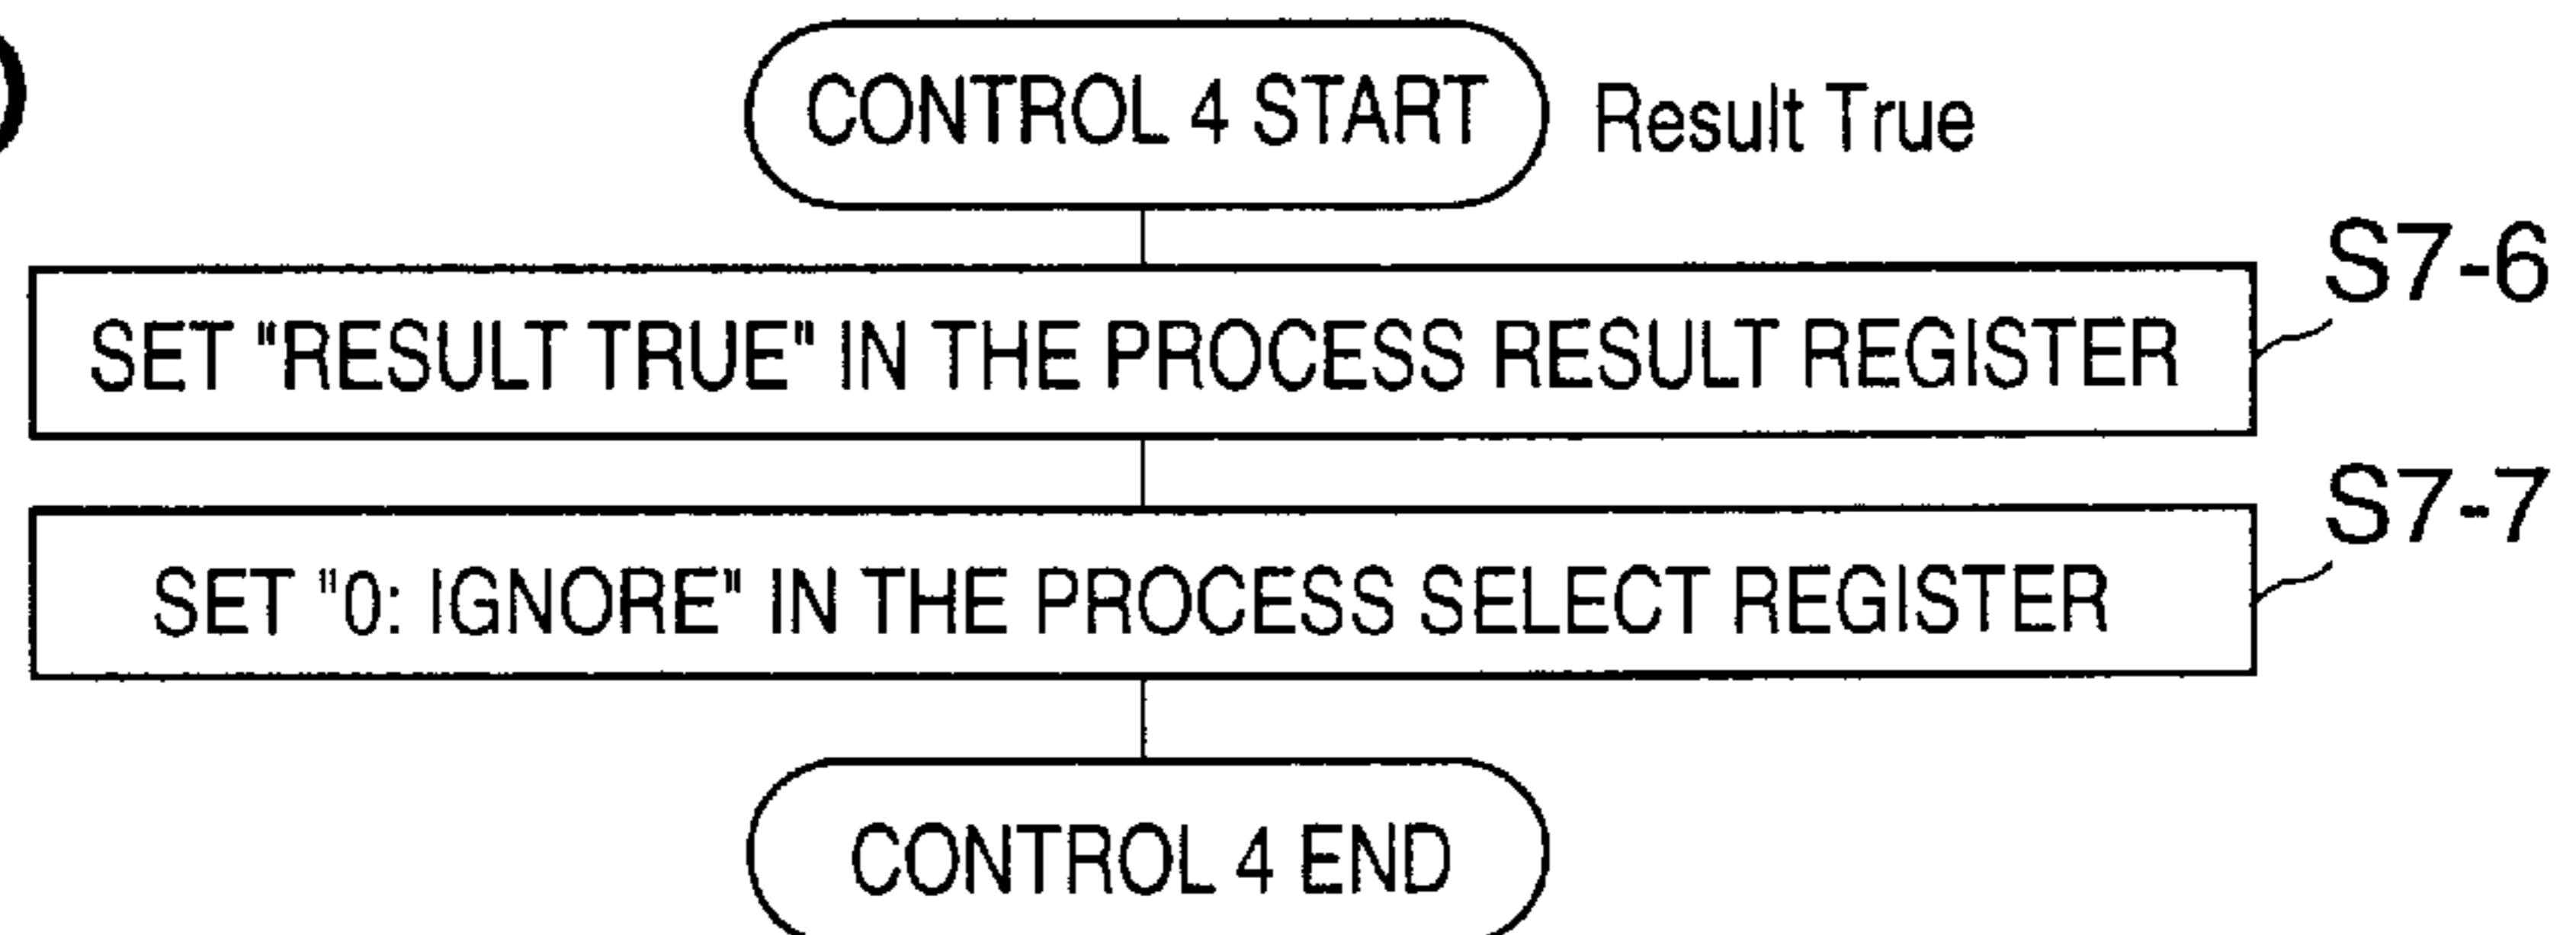 CONTROL 4 START Result True
S7-6
SET "RESULT TRUE" IN THE PROCESS RESULT REGISTER
S7-7
SET "0: IGNORE" IN THE PROCESS SELECT REGISTER
CONTROL 4 END